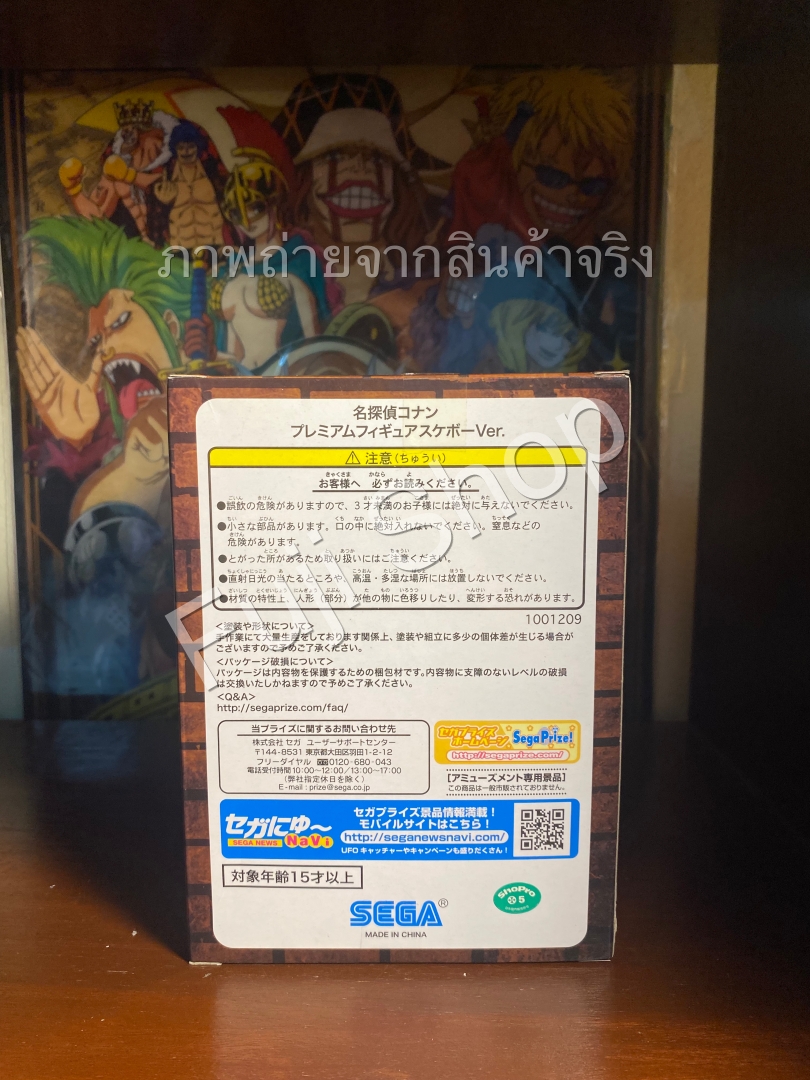 ภาพถ่ายจากสินค้าจริง
Fuji Shop
名探偵コナン
プレミアムフィギュアスケボーVer.
⚠ 注意(ちゅうい)
お客様へ 必ずお読みください。
●誤飲の危険がありますので、3才未満のお子様には絶対に与えないでください。
●小さな部品があります。口の中に絶対入れないでください。窒息などの
危険があります。
●とがった所があるため取り扱いにはご注意ください。
●直射日光の当たるところや、高温・多湿な場所には放置しないでください。
●材質の特性上、人形(部分)が他の物に色移りしたり、変形する恐れがあります。
1001209
<塗装や形状について>
手作業にて大量生産をしております関係上、塗装や組立に多少の個体差が生じる場合が
ございますので予めご了承ください。
<パッケージ破損について>
パッケージは内容物を保護するための梱包材です。内容物に支障のないレベルの破損
は交換いたしかねますので予めご了承ください。
<Q&A>
http://segaprize.com/faq/
当プライズに関するお問い合わせ先
株式会社 セガ ユーザーサポートセンター
〒144-8531 東京都大田区羽田1-2-12
フリーダイヤル 0120-680-043
電話受付時間 10:00〜12:00/13:00〜17:00
(弊社指定休日を除く)
E-mail : prize@sega.co.jp
セガプライズ
ホームページ
SegaPrize!
http://segaprize.com/
【アミューズメント専用景品】
この商品は一般市販されておりません。
セガにゅ〜
SEGA NEWS NaVi
セガプライズ景品情報満載!
モバイルサイトはこちら!
http://seganewsnavi.com/
UFOキャッチャーやキャンペーンも盛りだくさん!
対象年齢15才以上
SEGA®
MADE IN CHINA
ShoPro
5